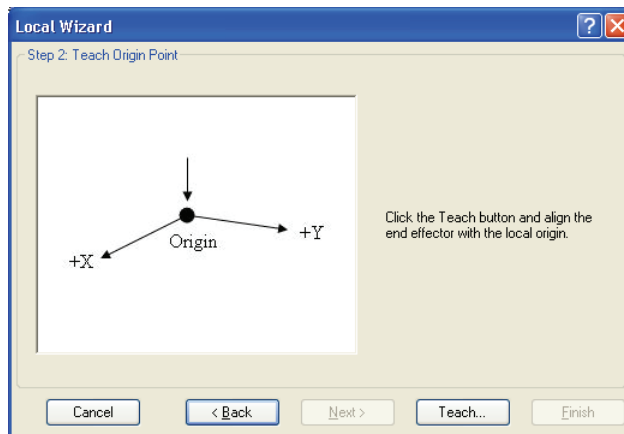 Local Wizard
Step 2: Teach Origin Point
+X
Origin
+Y
Click the Teach button and align the
end effector with the local origin.
Cancel
< Back
Next >
Teach...
Finish